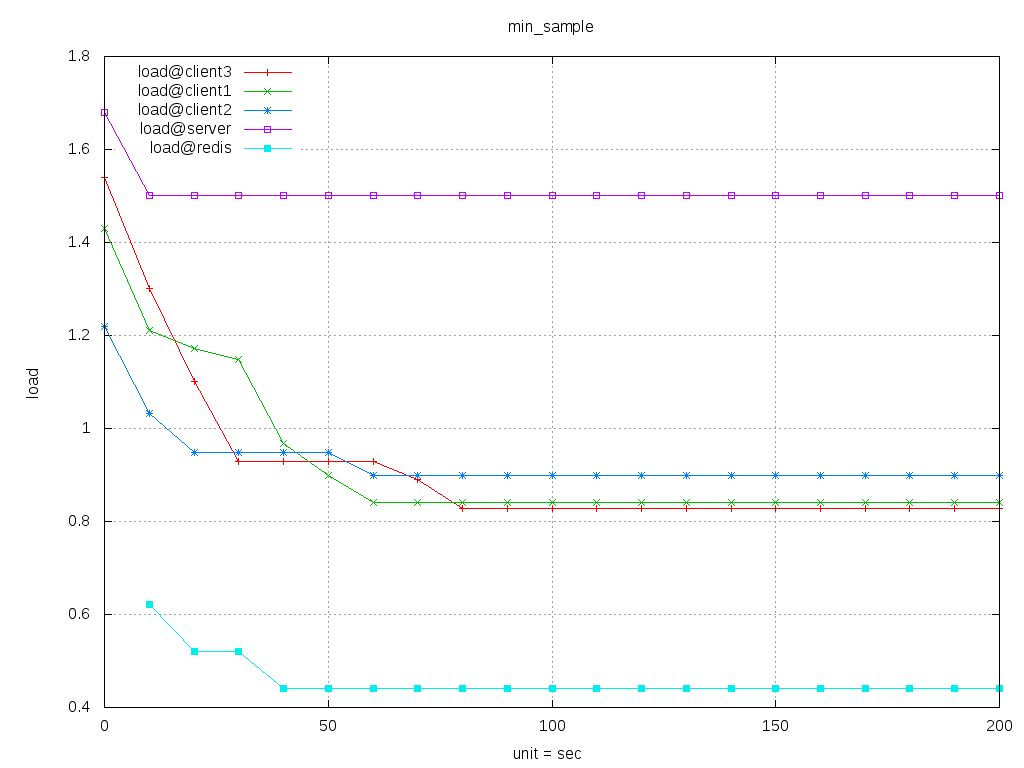 min_sample
load@client3
load@client1
load@client2
load@server
load@redis
1.8
1.6
1.4
1.2
1
0.8
0.6
0.4
load
0 50 100 150 200
unit = sec